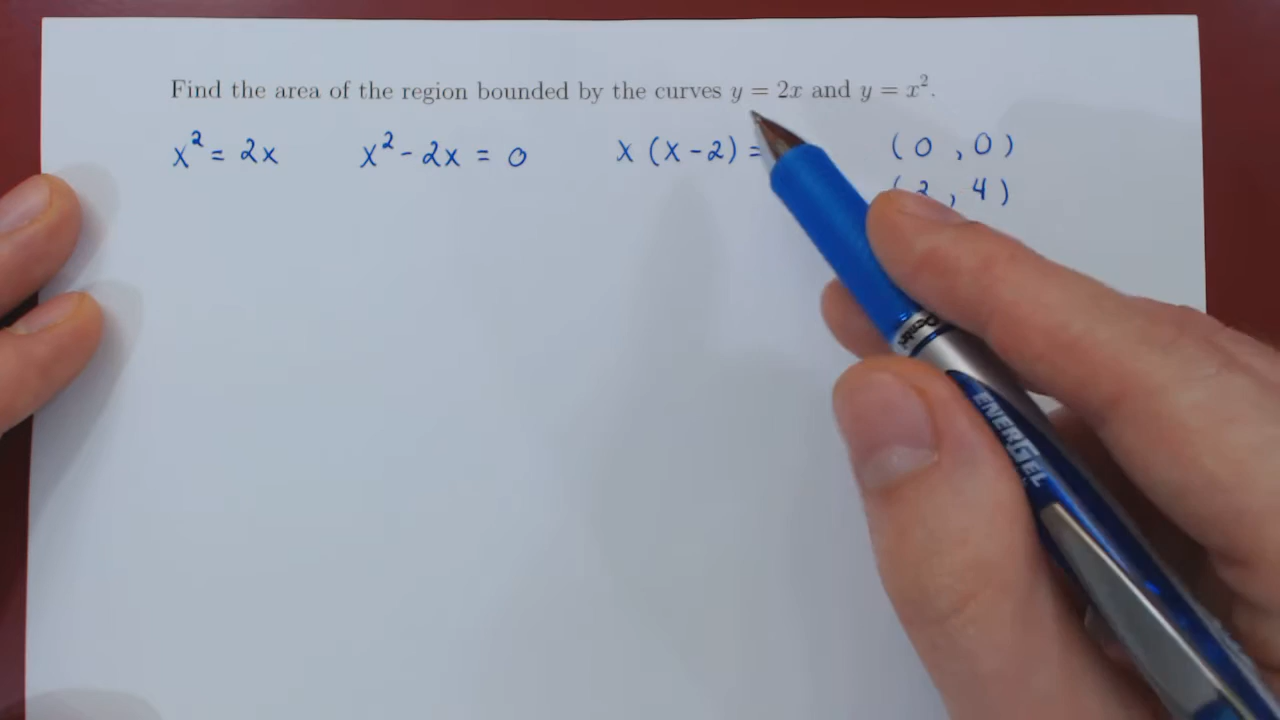 Find the area of the region bounded by the curves y = 2x and y = x².
x² = 2x    x² - 2x = 0    x (x - 2) =    (0, 0)
( , 4)
ENERGEL